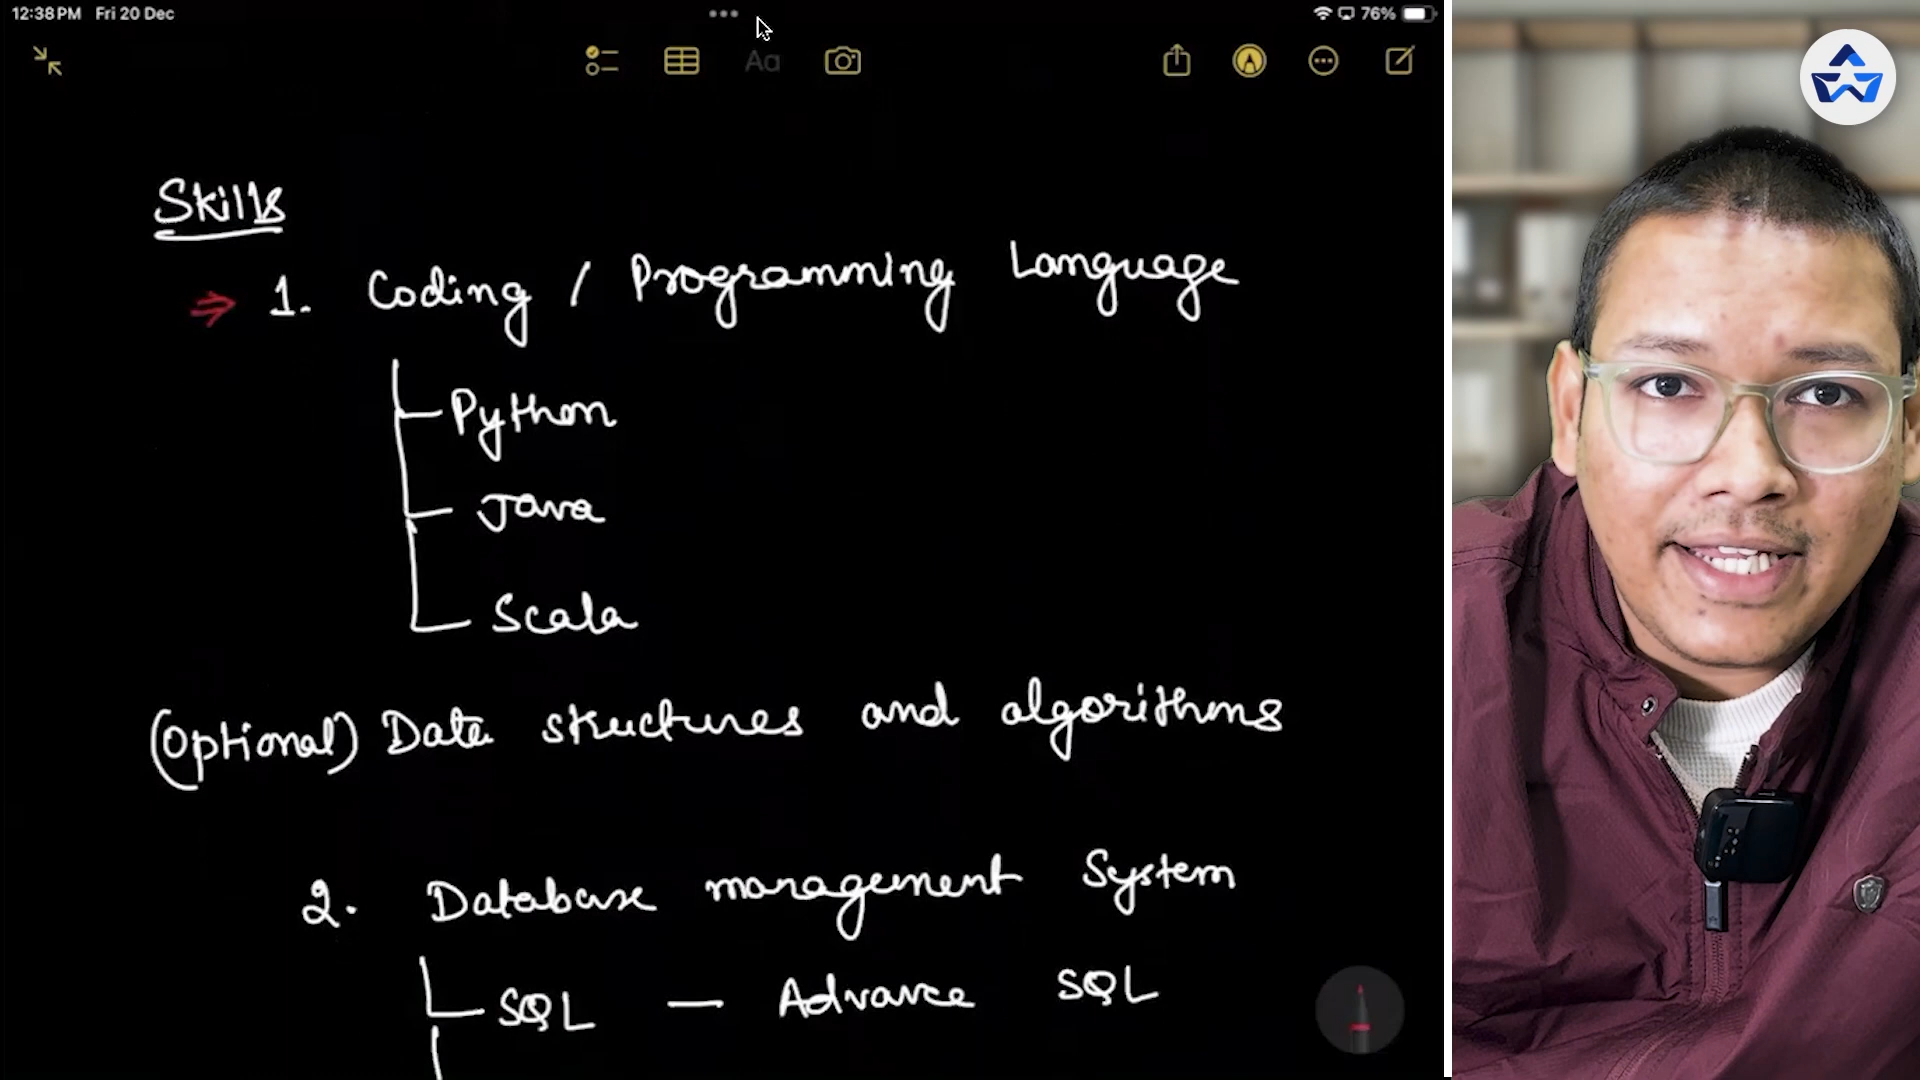 12:38 PM Fri 20 Dec
76%
Aa
Skills
⇒ 1. Coding / Programming Language
Python
Java
Scala
(Optional) Data structures and algorithms
2. Database management System
SQL — Advance SQL